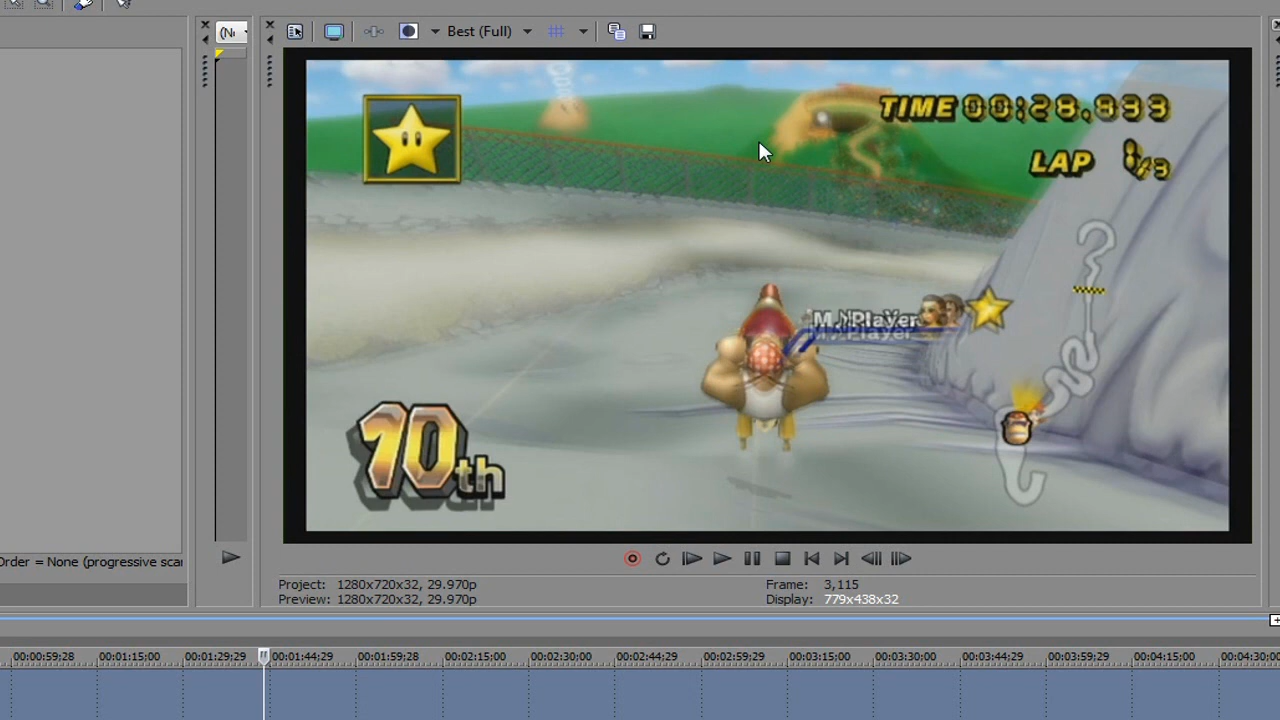 (N
Best (Full)
TIME 00:28.833
LAP 1/3
M.)Player
M.)Player
10th
Order = None (progressive scan
Project: 1280x720x32, 29.970p
Preview: 1280x720x32, 29.970p
Frame: 3,115
Display: 779x438x32
00:00:59;28 00:01:15;00 00:01:29;29 00:01:44;29 00:01:59;28 00:02:15;00 00:02:30;00 00:02:44;29 00:02:59;29 00:03:15;00 00:03:30;00 00:03:44;29 00:03:59;29 00:04:15;00 00:04:30;00